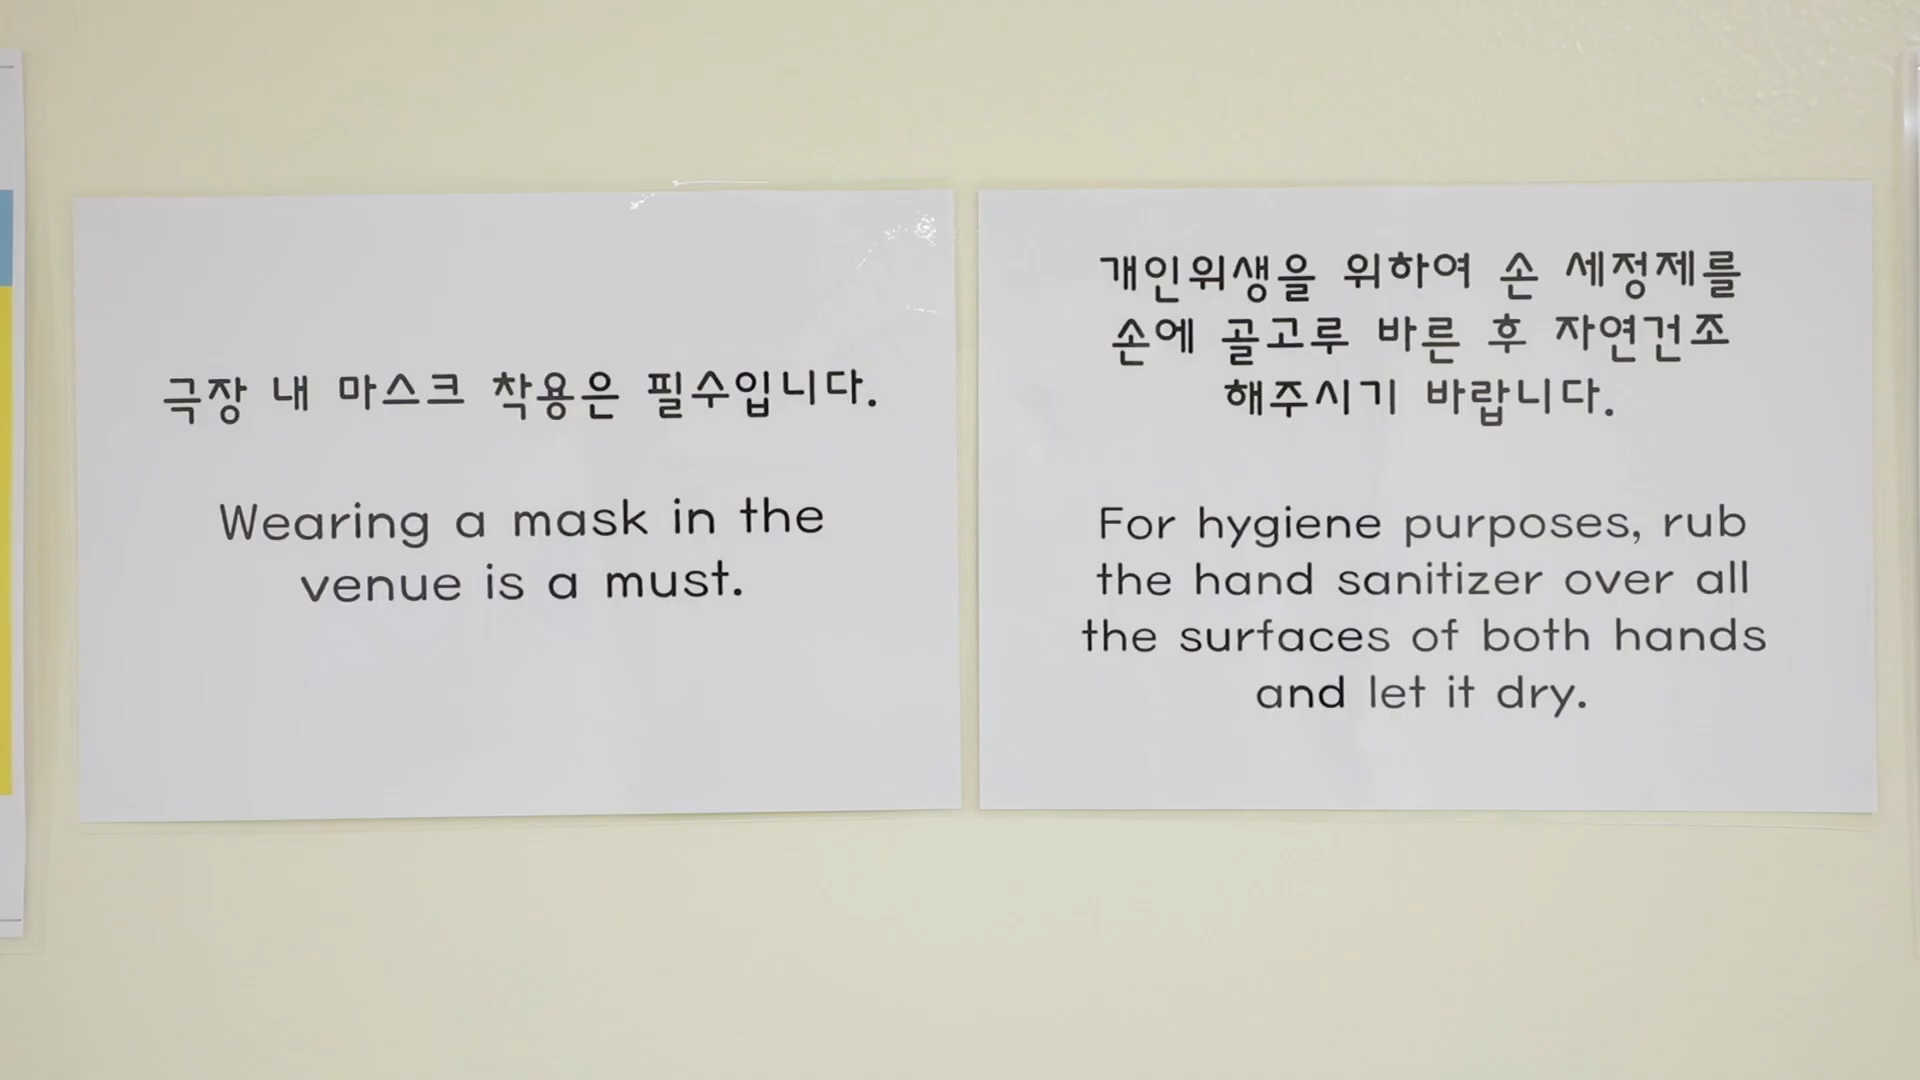 극장 내 마스크 착용은 필수입니다.
Wearing a mask in the
venue is a must.
개인위생을 위하여 손 세정제를
손에 골고루 바른 후 자연건조
해주시기 바랍니다.
For hygiene purposes, rub
the hand sanitizer over all
the surfaces of both hands
and let it dry.